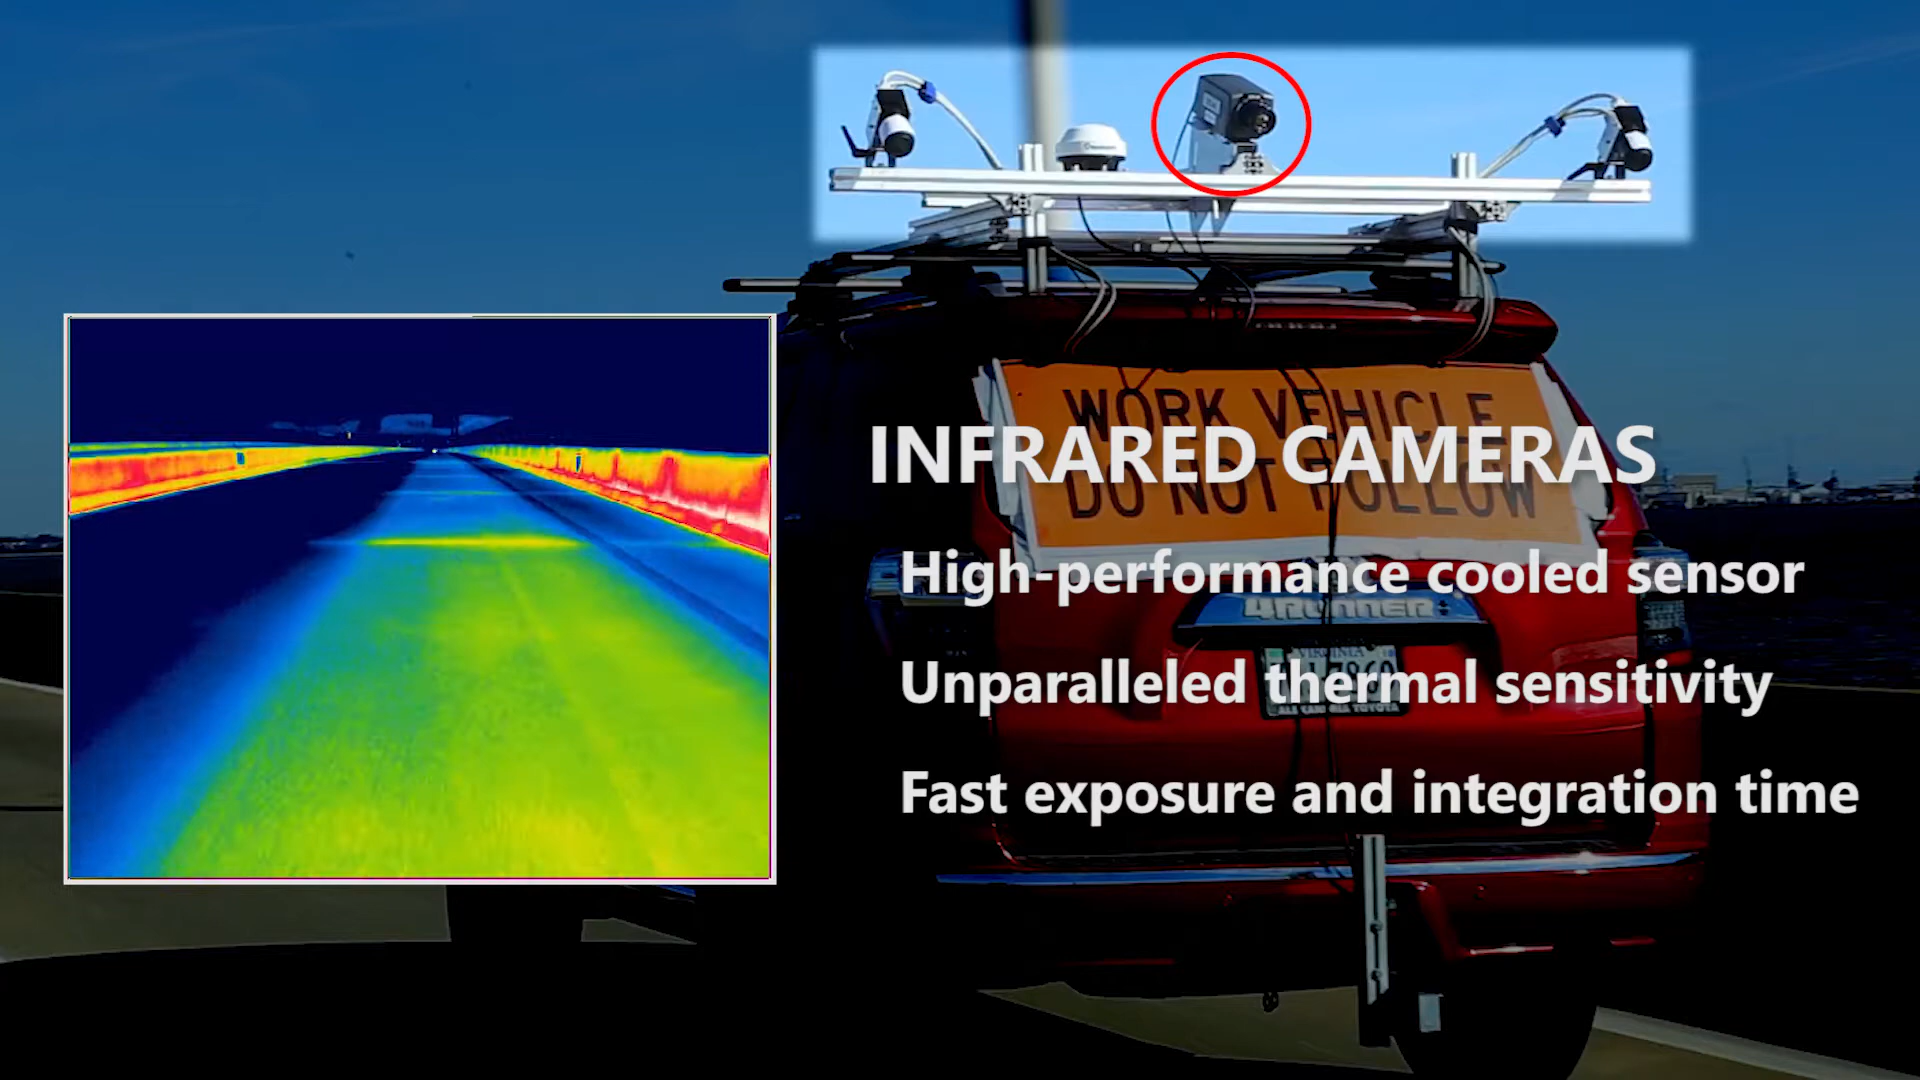 WORK VEHICLE
DO NOT FOLLOW
INFRARED CAMERAS
High-performance cooled sensor
4RUNNER
VIRGINIA
Unparalleled thermal sensitivity
Fast exposure and integration time